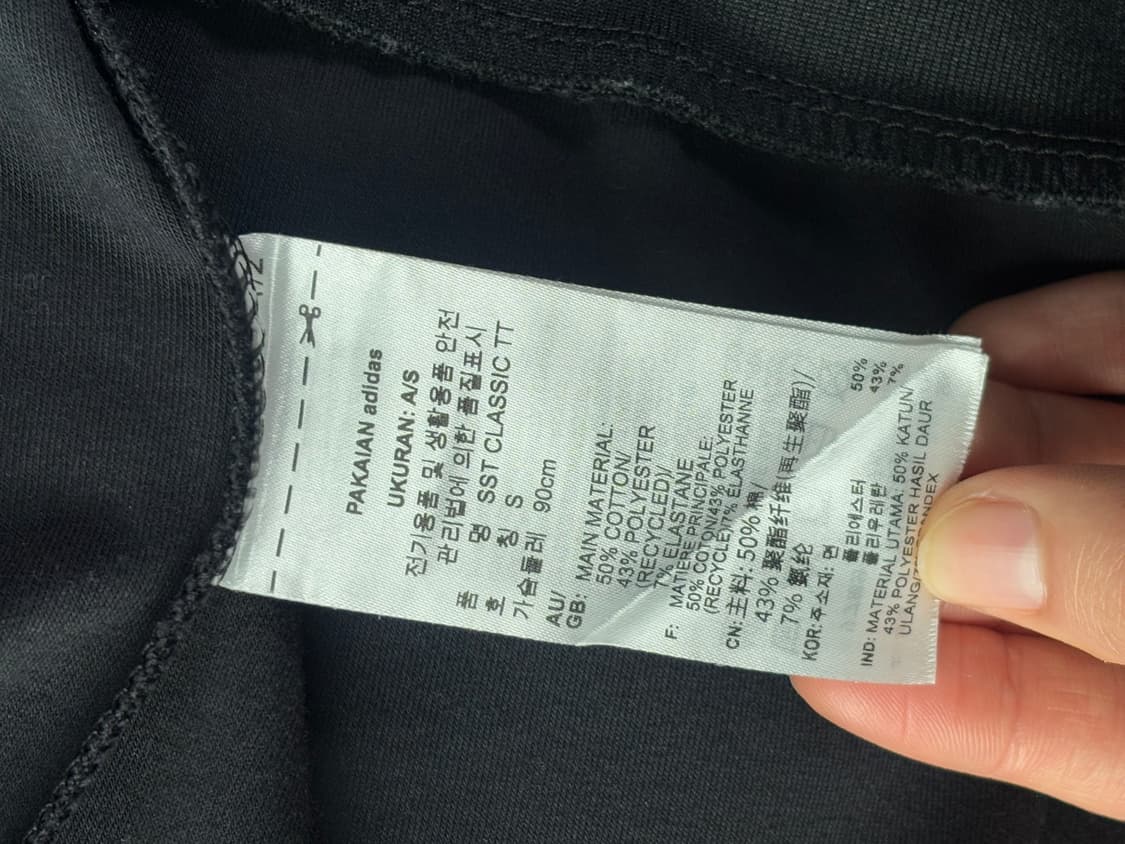 PAKAIAN adidas
UKURAN: A/S
전기용품 및 생활용품 안전
관리법에 의한 품질표시
품 명 SST CLASSIC TT
호 칭 S
가슴둘레 90cm
AU/
GB: MAIN MATERIAL:
50% COTTON/
43% POLYESTER
(RECYCLED)/
7% ELASTANE
F: MATIERE PRINCIPALE:
50% COTON/43% POLYESTER
(RECYCLE)/7% ELASTHANNE
CN: 主料: 50% 棉/
43% 聚酯纤维(再生聚酯)/
7% 氨纶
KOR: 주소재: 면 50%
폴리에스터 43%
폴리우레탄 7%
IND: MATERIAL UTAMA: 50% KATUN/
43% POLYESTER HASIL DAUR